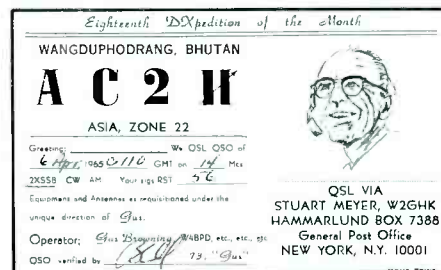 Eighteenth DXpedition of the Month
WANGDUPHODRANG, BHUTAN
AC2H
ASIA, ZONE 22
Greeting: We QSL QSO of
6 Apr. 1965 0110 GMT on 14 Mcs
2XSSB CW AM Your sigs RST 56
Equipment and Antennas as requisitioned under the
unique direction of Gus.
Operator: Gus Browning W4BPD, etc., etc., etc
QSO verified by 73, "Gus"
QSL VIA
STUART MEYER, W2GHK
HAMMARLUND BOX 7388
General Post Office
NEW YORK, N.Y. 10001